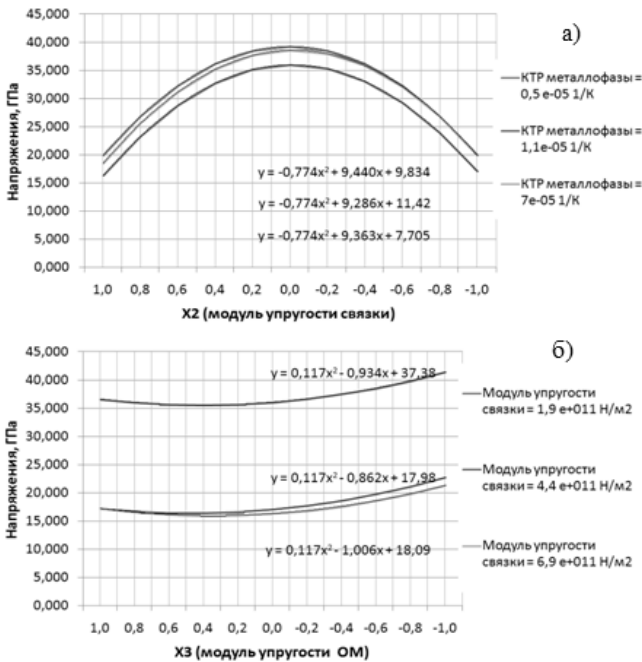 а)
45,000
40,000
35,000
30,000
25,000
20,000
15,000
10,000
5,000
0,000
Напряжения, ГПа
y = -0,774x² + 9,440x + 9,834
y = -0,774x² + 9,286x + 11,42
y = -0,774x² + 9,363x + 7,705
1,0 0,8 0,6 0,4 0,2 0,0 -0,2 -0,4 -0,6 -0,8 -1,0
X2 (модуль упругости связки)
КТР металлофазы =
0,5 e-05 1/К
КТР металлофазы =
1,1e-05 1/К
КТР металлофазы =
7e-05 1/К
б)
45,000
40,000
35,000
30,000
25,000
20,000
15,000
10,000
5,000
0,000
Напряжения, ГПа
y = 0,117x² - 0,934x + 37,38
y = 0,117x² - 0,862x + 17,98
y = 0,117x² - 1,006x + 18,09
1,0 0,8 0,6 0,4 0,2 0,0 -0,2 -0,4 -0,6 -0,8 -1,0
X3 (модуль упругости ОМ)
Модуль упругости
связки = 1,9 e+011 Н/м2
Модуль упругости
связки = 4,4 e+011 Н/м2
Модуль упругости
связки = 6,9 e+011 Н/м2